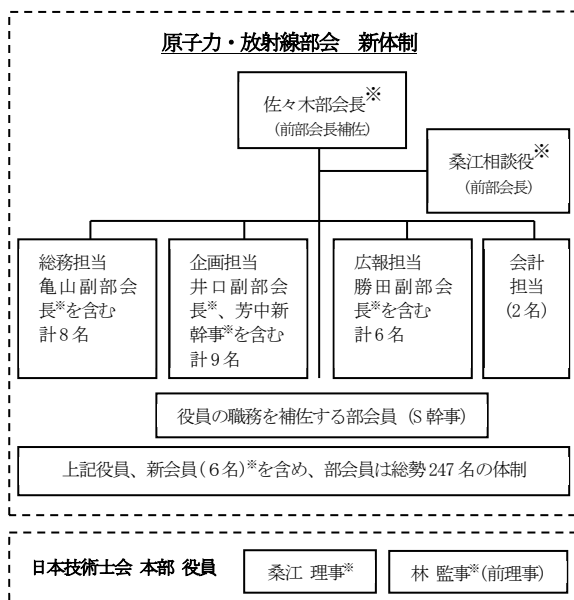 原子力・放射線部会　新体制
佐々木部会長※
(前部会長補佐)
桑江相談役※
(前部会長)
総務担当
亀山副部会
長※を含む
計８名
企画担当
井口副部会
長※、芳中新
幹事※を含む
計９名
広報担当
勝田副部会
長※を含む
計６名
会計
担当
(２名)
役員の職務を補佐する部会員（S 幹事）
上記役員、新会員(６名)※を含め、部会員は総勢 247 名の体制
日本技術士会 本部 役員
桑江 理事※
林 監事※(前理事)